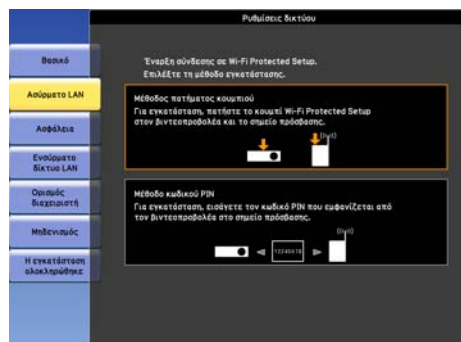 Ρυθμίσεις δικτύου
Βασικό
Ασύρματο LAN
Ασφάλεια
Ενσύρματο
δίκτυο LAN
Ορισμός
διαχειριστή
Μηδενισμός
Η εγκατάσταση
ολοκληρώθηκε
Έναρξη σύνδεσης σε Wi-Fi Protected Setup.
Επιλέξτε τη μέθοδο εγκατάστασης.
Μέθοδος πατήματος κουμπιού
Για εγκατάσταση, πατήστε το κουμπί Wi-Fi Protected Setup
στον βιντεοπροβολέα και το σημείο πρόσβασης.
Μέθοδο κωδικού PIN
Για εγκατάσταση, εισάγετε τον κωδικό PIN που εμφανίζεται από
τον βιντεοπροβολέα στο σημείο πρόσβασης.
12345678